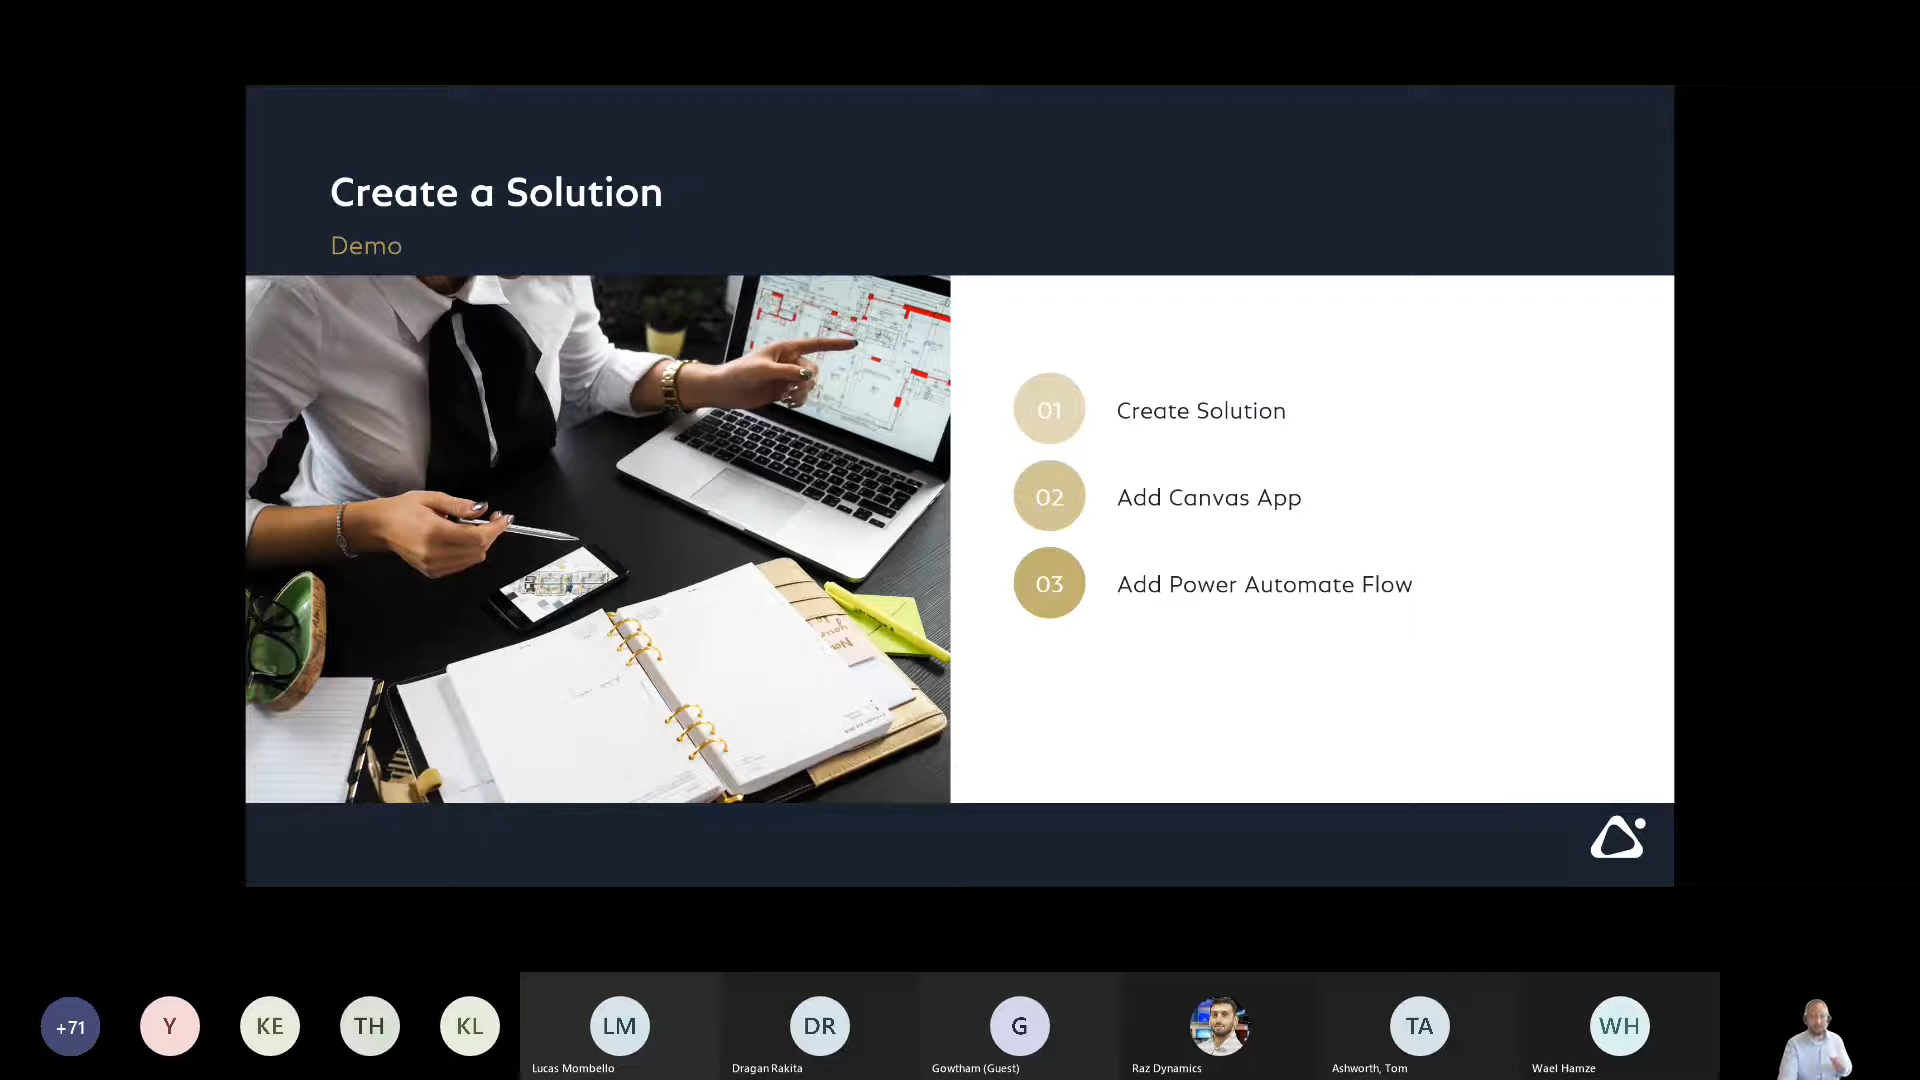 Create a Solution
Demo
01 Create Solution
02 Add Canvas App
03 Add Power Automate Flow
+71
Y
KE
TH
KL
LM
DR
G
TA
WH
Lucas Mombello
Dragan Rakita
Gowtham (Guest)
Raz Dynamics
Ashworth, Tom
Wael Hamze